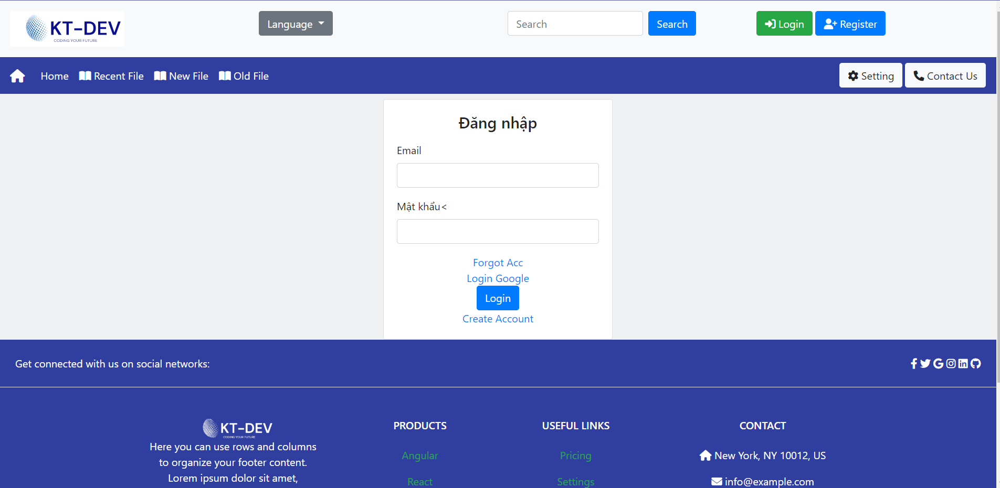 KT-DEV
CODING YOUR FUTURE
Language
Search
Search
Login
Register
Home
Recent File
New File
Old File
Setting
Contact Us
Đăng nhập
Email
Mật khẩu<
Forgot Acc
Login Google
Login
Create Account
Get connected with us on social networks:
KT-DEV
CODING YOUR FUTURE
Here you can use rows and columns
to organize your footer content.
Lorem ipsum dolor sit amet,
PRODUCTS
Angular
React
USEFUL LINKS
Pricing
Settings
CONTACT
New York, NY 10012, US
info@example.com